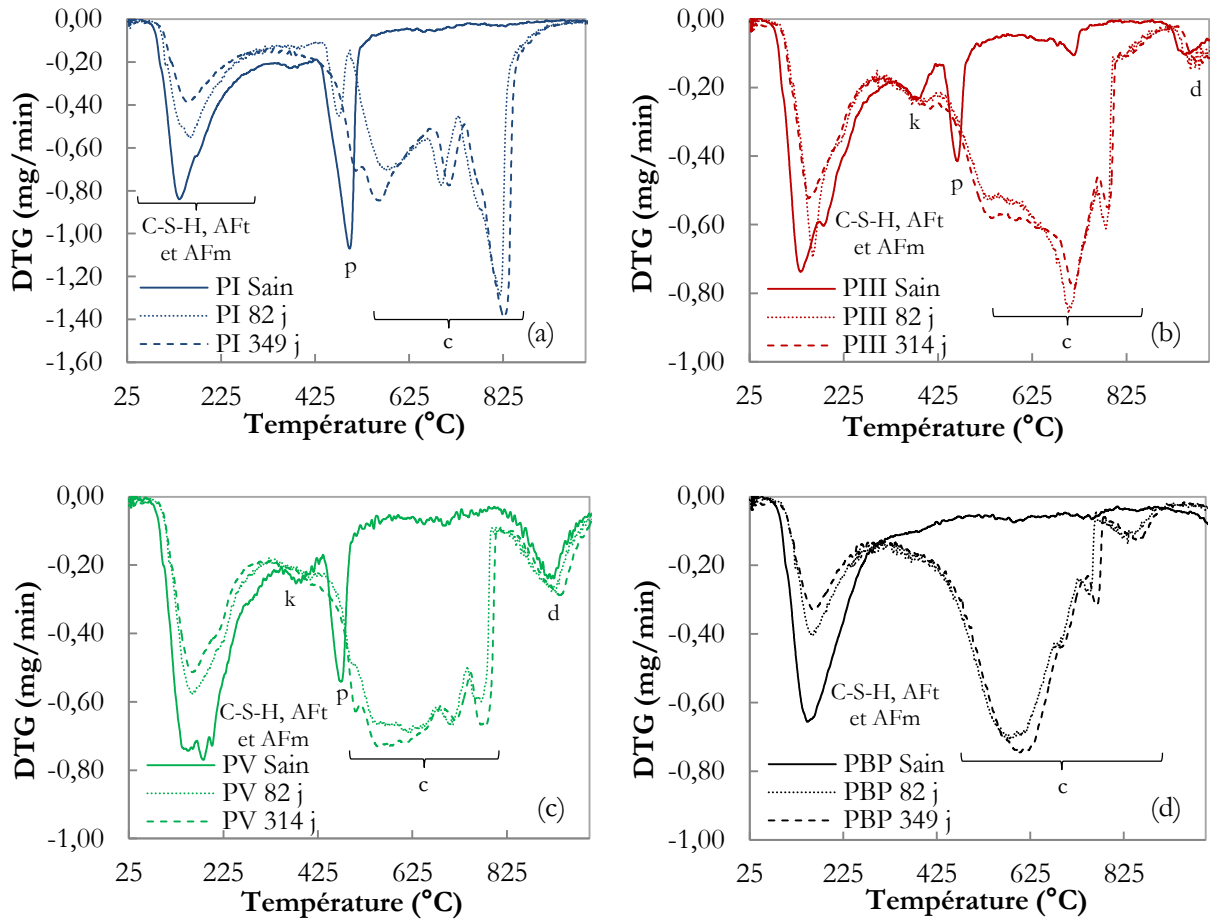 0,00
-0,20
-0,40
-0,60
-0,80
-1,00
-1,20
-1,40
-1,60
DTG (mg/min)
25
225
425
625
825
Température (°C)
C-S-H, AFt
et AFm
p
c
(a)
PI Sain
PI 82 j
PI 349 j
0,00
-0,20
-0,40
-0,60
-0,80
-1,00
DTG (mg/min)
25
225
425
625
825
Température (°C)
k
d
p
C-S-H, AFt
et AFm
c
(b)
PIII Sain
PIII 82 j
PIII 314 j
0,00
-0,20
-0,40
-0,60
-0,80
-1,00
DTG (mg/min)
25
225
425
625
825
Température (°C)
k
d
p
C-S-H, AFt
et AFm
c
(c)
PV Sain
PV 82 j
PV 314 j
0,00
-0,20
-0,40
-0,60
-0,80
-1,00
DTG (mg/min)
25
225
425
625
825
Température (°C)
C-S-H, AFt
et AFm
c
(d)
PBP Sain
PBP 82 j
PBP 349 j